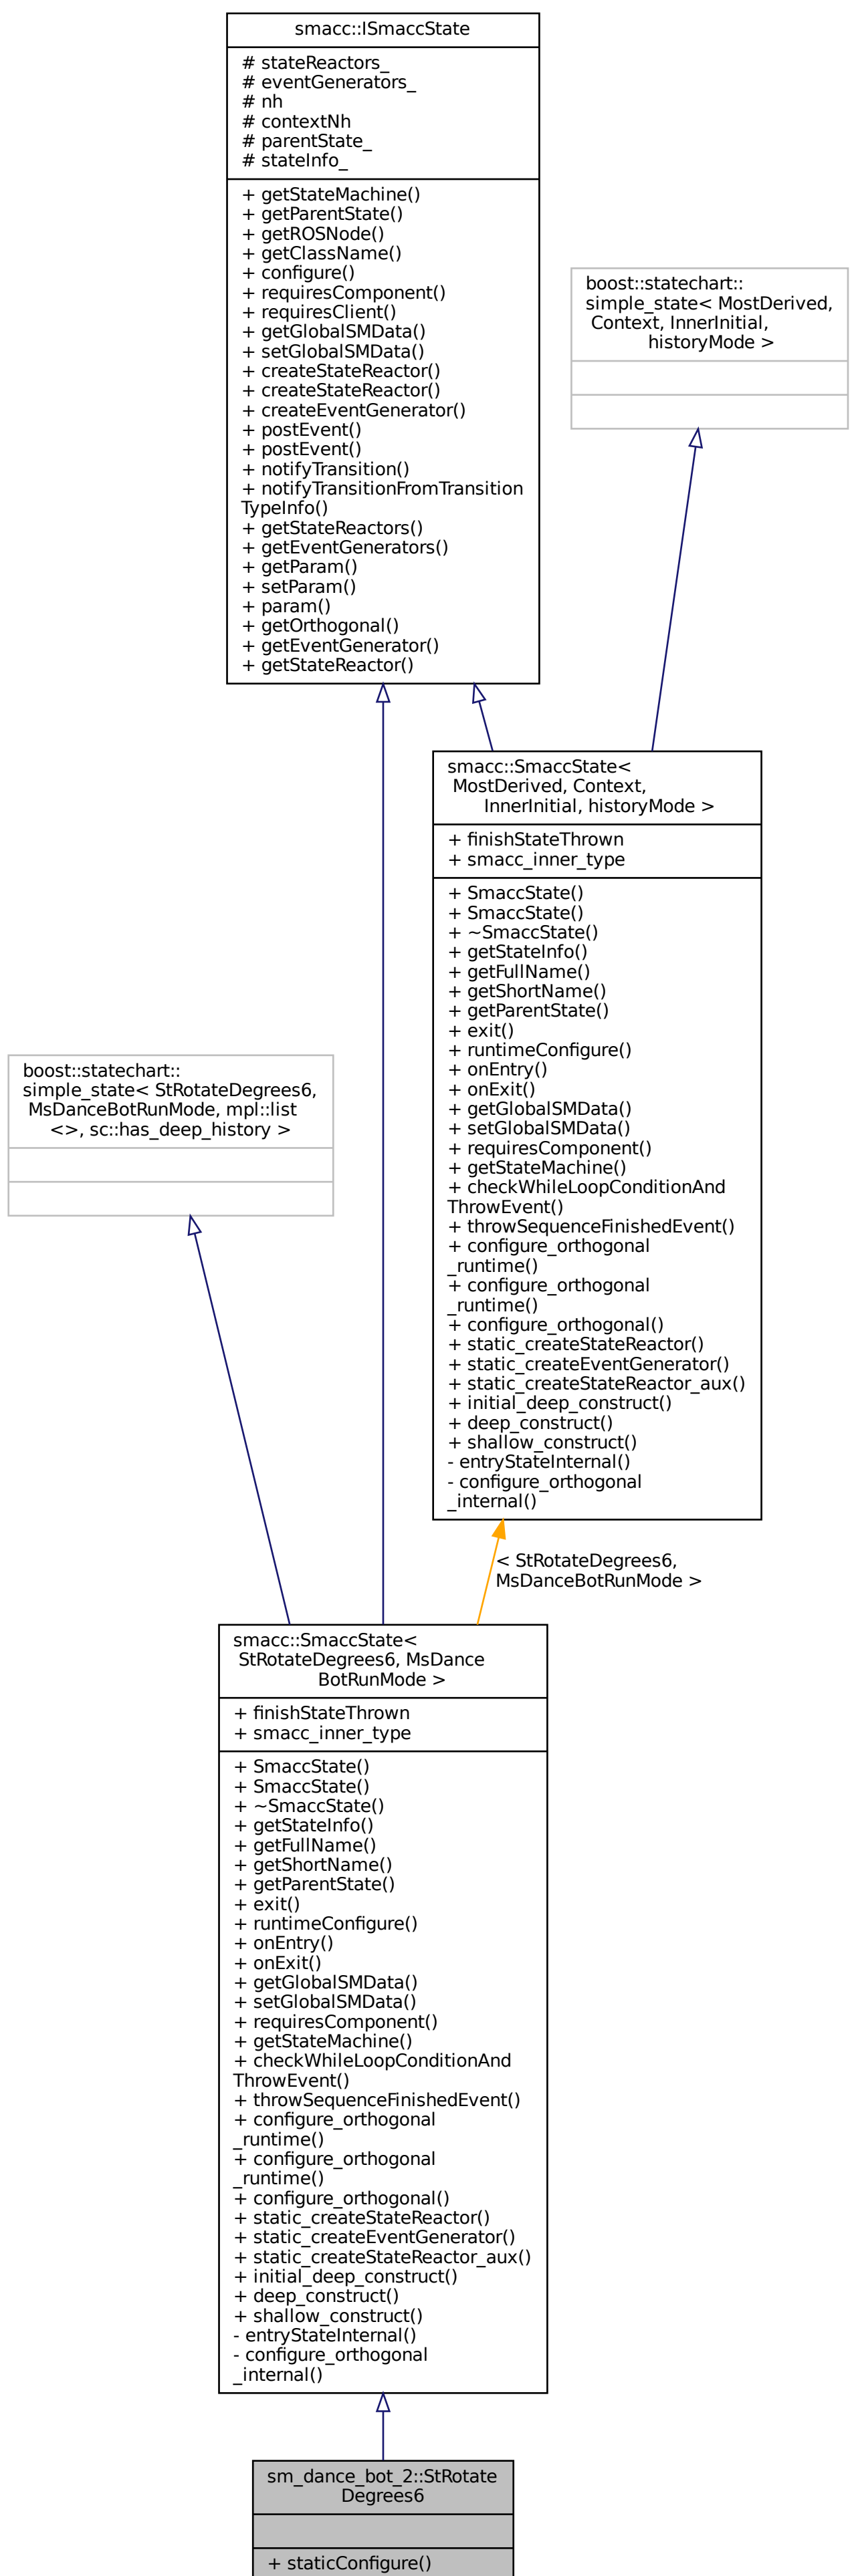 smacc::ISmaccState
# stateReactors_
# eventGenerators_
# nh
# contextNh
# parentState_
# stateInfo_
+ getStateMachine()
+ getParentState()
+ getROSNode()
+ getClassName()
+ configure()
+ requiresComponent()
+ requiresClient()
+ getGlobalSMData()
+ setGlobalSMData()
+ createStateReactor()
+ createStateReactor()
+ createEventGenerator()
+ postEvent()
+ postEvent()
+ notifyTransition()
+ notifyTransitionFromTransition
TypeInfo()
+ getStateReactors()
+ getEventGenerators()
+ getParam()
+ setParam()
+ param()
+ getOrthogonal()
+ getEventGenerator()
+ getStateReactor()
boost::statechart::
simple_state< MostDerived,
Context, InnerInitial,
historyMode >
smacc::SmaccState<
MostDerived, Context,
InnerInitial, historyMode >
+ finishStateThrown
+ smacc_inner_type
+ SmaccState()
+ SmaccState()
+ ~SmaccState()
+ getStateInfo()
+ getFullName()
+ getShortName()
+ getParentState()
+ exit()
+ runtimeConfigure()
+ onEntry()
+ onExit()
+ getGlobalSMData()
+ setGlobalSMData()
+ requiresComponent()
+ getStateMachine()
+ checkWhileLoopConditionAnd
ThrowEvent()
+ throwSequenceFinishedEvent()
+ configure_orthogonal
_runtime()
+ configure_orthogonal
_runtime()
+ configure_orthogonal()
+ static_createStateReactor()
+ static_createEventGenerator()
+ static_createStateReactor_aux()
+ initial_deep_construct()
+ deep_construct()
+ shallow_construct()
- entryStateInternal()
- configure_orthogonal
_internal()
boost::statechart::
simple_state< StRotateDegrees6,
MsDanceBotRunMode, mpl::list
<>, sc::has_deep_history >
< StRotateDegrees6,
MsDanceBotRunMode >
smacc::SmaccState<
StRotateDegrees6, MsDance
BotRunMode >
+ finishStateThrown
+ smacc_inner_type
+ SmaccState()
+ SmaccState()
+ ~SmaccState()
+ getStateInfo()
+ getFullName()
+ getShortName()
+ getParentState()
+ exit()
+ runtimeConfigure()
+ onEntry()
+ onExit()
+ getGlobalSMData()
+ setGlobalSMData()
+ requiresComponent()
+ getStateMachine()
+ checkWhileLoopConditionAnd
ThrowEvent()
+ throwSequenceFinishedEvent()
+ configure_orthogonal
_runtime()
+ configure_orthogonal
_runtime()
+ configure_orthogonal()
+ static_createStateReactor()
+ static_createEventGenerator()
+ static_createStateReactor_aux()
+ initial_deep_construct()
+ deep_construct()
+ shallow_construct()
- entryStateInternal()
- configure_orthogonal
_internal()
sm_dance_bot_2::StRotate
Degrees6
+ staticConfigure()